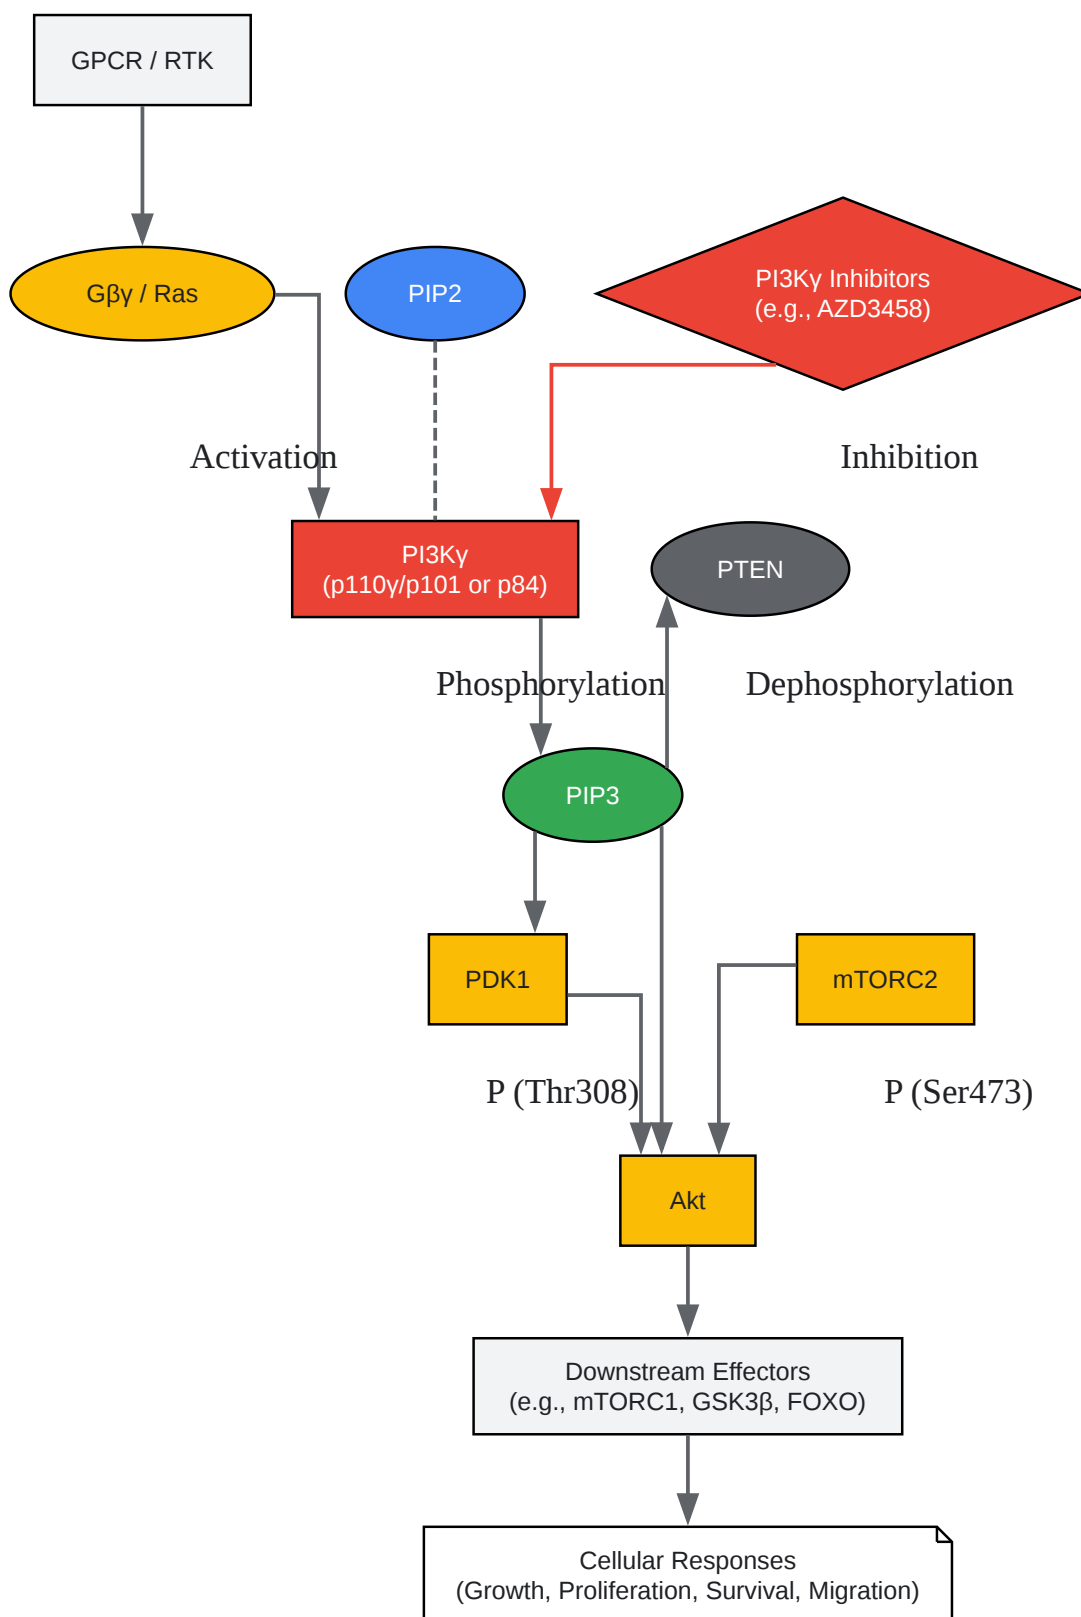 GPCR / RTK
Gβγ / Ras
PIP2
PI3Kγ Inhibitors
(e.g., AZD3458)
Activation
Inhibition
PI3Kγ
(p110γ/p101 or p84)
PTEN
Phosphorylation
Dephosphorylation
PIP3
PDK1
mTORC2
P (Thr308)
P (Ser473)
Akt
Downstream Effectors
(e.g., mTORC1, GSK3β, FOXO)
Cellular Responses
(Growth, Proliferation, Survival, Migration)